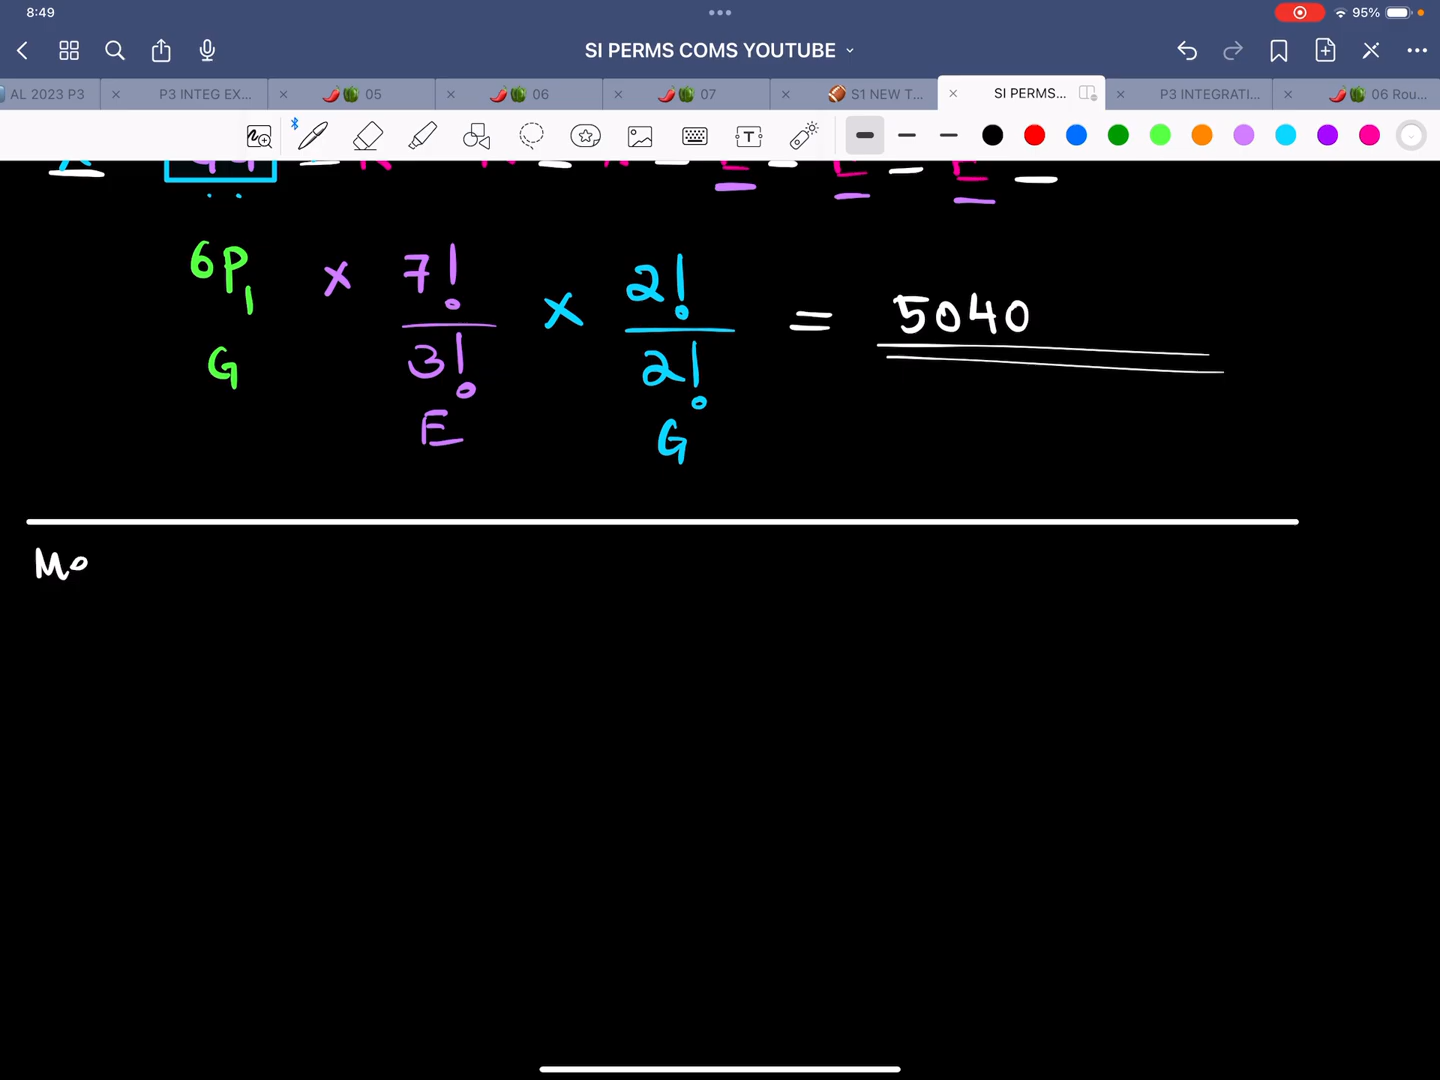 8:49
95%
SI PERMS COMS YOUTUBE
AL 2023 P3
P3 INTEG EX...
🌶️🫑 05
🌶️🫑 06
🌶️🫑 07
🏈 S1 NEW T...
SI PERMS...
P3 INTEGRATI...
🌶️🫑 06 Rou...
6P1 × 7!/3! × 2!/2! = 5040
G E G
Mo